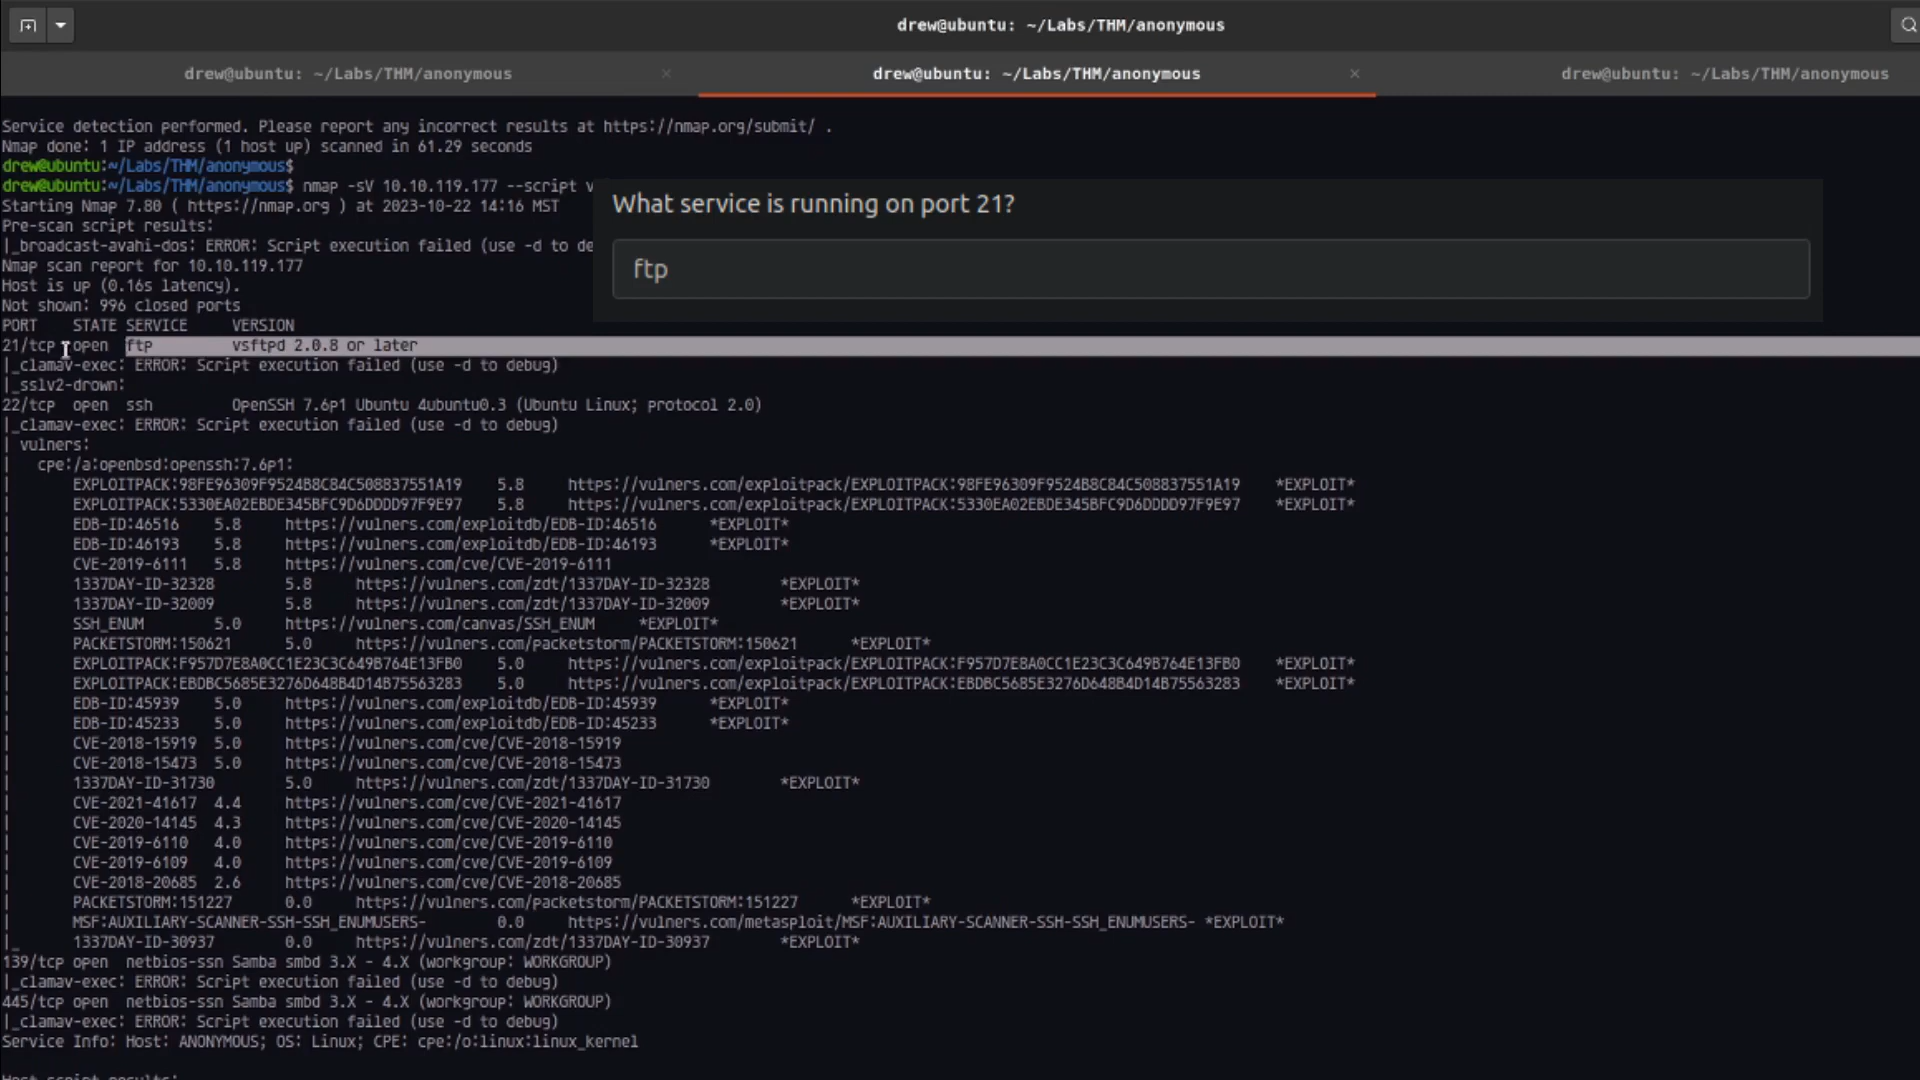 drew@ubuntu: ~/Labs/THM/anonymous
drew@ubuntu: ~/Labs/THM/anonymous
drew@ubuntu: ~/Labs/THM/anonymous
drew@ubuntu: ~/Labs/THM/anonymous
Service detection performed. Please report any incorrect results at https://nmap.org/submit/ .
Nmap done: 1 IP address (1 host up) scanned in 61.29 seconds
drew@ubuntu:~/Labs/THM/anonymous$
drew@ubuntu:~/Labs/THM/anonymous$ nmap -sV 10.10.119.177 --script v
Starting Nmap 7.80 ( https://nmap.org ) at 2023-10-22 14:16 MST
Pre-scan script results:
|_broadcast-avahi-dos: ERROR: Script execution failed (use -d to de
Nmap scan report for 10.10.119.177
Host is up (0.16s latency).
Not shown: 996 closed ports
What service is running on port 21?
ftp
PORT STATE SERVICE VERSION
21/tcp open ftp vsftpd 2.0.8 or later
|_clamav-exec: ERROR: Script execution failed (use -d to debug)
|_sslv2-drown:
22/tcp open ssh OpenSSH 7.6p1 Ubuntu 4ubuntu0.3 (Ubuntu Linux; protocol 2.0)
|_clamav-exec: ERROR: Script execution failed (use -d to debug)
| vulners:
| cpe:/a:openbsd:openssh:7.6p1:
| EXPLOITPACK:98FE96309F9524B8C84C508837551A19 5.8 https://vulners.com/exploitpack/EXPLOITPACK:98FE96309F9524B8C84C508837551A19 *EXPLOIT*
| EXPLOITPACK:5330EA02EBDE345BFC9D6DDDD97F9E97 5.8 https://vulners.com/exploitpack/EXPLOITPACK:5330EA02EBDE345BFC9D6DDDD97F9E97 *EXPLOIT*
| EDB-ID:46516 5.8 https://vulners.com/exploitdb/EDB-ID:46516 *EXPLOIT*
| EDB-ID:46193 5.8 https://vulners.com/exploitdb/EDB-ID:46193 *EXPLOIT*
| CVE-2019-6111 5.8 https://vulners.com/cve/CVE-2019-6111
| 1337DAY-ID-32328 5.8 https://vulners.com/zdt/1337DAY-ID-32328 *EXPLOIT*
| 1337DAY-ID-32009 5.8 https://vulners.com/zdt/1337DAY-ID-32009 *EXPLOIT*
| SSH_ENUM 5.0 https://vulners.com/canvas/SSH_ENUM *EXPLOIT*
| PACKETSTORM:150621 5.0 https://vulners.com/packetstorm/PACKETSTORM:150621 *EXPLOIT*
| EXPLOITPACK:F957D7E8A0CC1E23C3C649B764E13FB0 5.0 https://vulners.com/exploitpack/EXPLOITPACK:F957D7E8A0CC1E23C3C649B764E13FB0 *EXPLOIT*
| EXPLOITPACK:EBDBC5685E3276D648B4D14B75563283 5.0 https://vulners.com/exploitpack/EXPLOITPACK:EBDBC5685E3276D648B4D14B75563283 *EXPLOIT*
| EDB-ID:45939 5.0 https://vulners.com/exploitdb/EDB-ID:45939 *EXPLOIT*
| EDB-ID:45233 5.0 https://vulners.com/exploitdb/EDB-ID:45233 *EXPLOIT*
| CVE-2018-15919 5.0 https://vulners.com/cve/CVE-2018-15919
| CVE-2018-15473 5.0 https://vulners.com/cve/CVE-2018-15473
| 1337DAY-ID-31730 5.0 https://vulners.com/zdt/1337DAY-ID-31730 *EXPLOIT*
| CVE-2021-41617 4.4 https://vulners.com/cve/CVE-2021-41617
| CVE-2020-14145 4.3 https://vulners.com/cve/CVE-2020-14145
| CVE-2019-6110 4.0 https://vulners.com/cve/CVE-2019-6110
| CVE-2019-6109 4.0 https://vulners.com/cve/CVE-2019-6109
| CVE-2018-20685 2.6 https://vulners.com/cve/CVE-2018-20685
| PACKETSTORM:151227 0.0 https://vulners.com/packetstorm/PACKETSTORM:151227 *EXPLOIT*
| MSF:AUXILIARY-SCANNER-SSH-SSH_ENUMUSERS- 0.0 https://vulners.com/metasploit/MSF:AUXILIARY-SCANNER-SSH-SSH_ENUMUSERS- *EXPLOIT*
|_ 1337DAY-ID-30937 0.0 https://vulners.com/zdt/1337DAY-ID-30937 *EXPLOIT*
139/tcp open netbios-ssn Samba smbd 3.X - 4.X (workgroup: WORKGROUP)
|_clamav-exec: ERROR: Script execution failed (use -d to debug)
445/tcp open netbios-ssn Samba smbd 3.X - 4.X (workgroup: WORKGROUP)
|_clamav-exec: ERROR: Script execution failed (use -d to debug)
Service Info: Host: ANONYMOUS; OS: Linux; CPE: cpe:/o:linux:linux_kernel
Host script results: